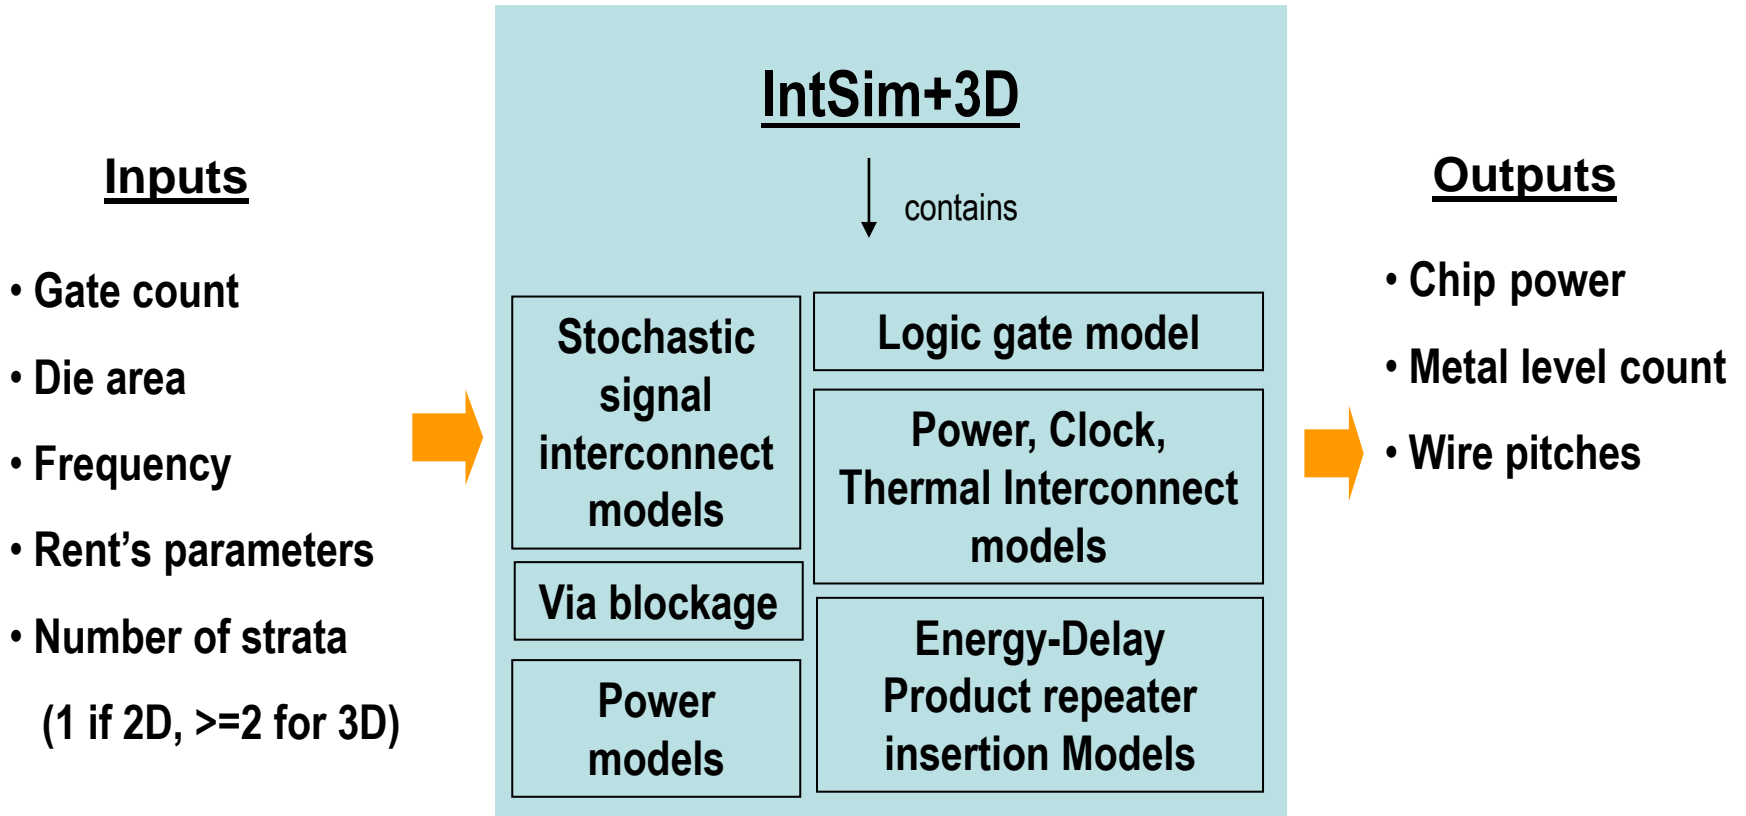 Inputs
• Gate count
• Die area
• Frequency
• Rent's parameters
• Number of strata
(1 if 2D, >=2 for 3D)
IntSim+3D
contains
Stochastic
signal
interconnect
models
Via blockage
Power
models
Logic gate model
Power, Clock,
Thermal Interconnect
models
Energy-Delay
Product repeater
insertion Models
Outputs
• Chip power
• Metal level count
• Wire pitches